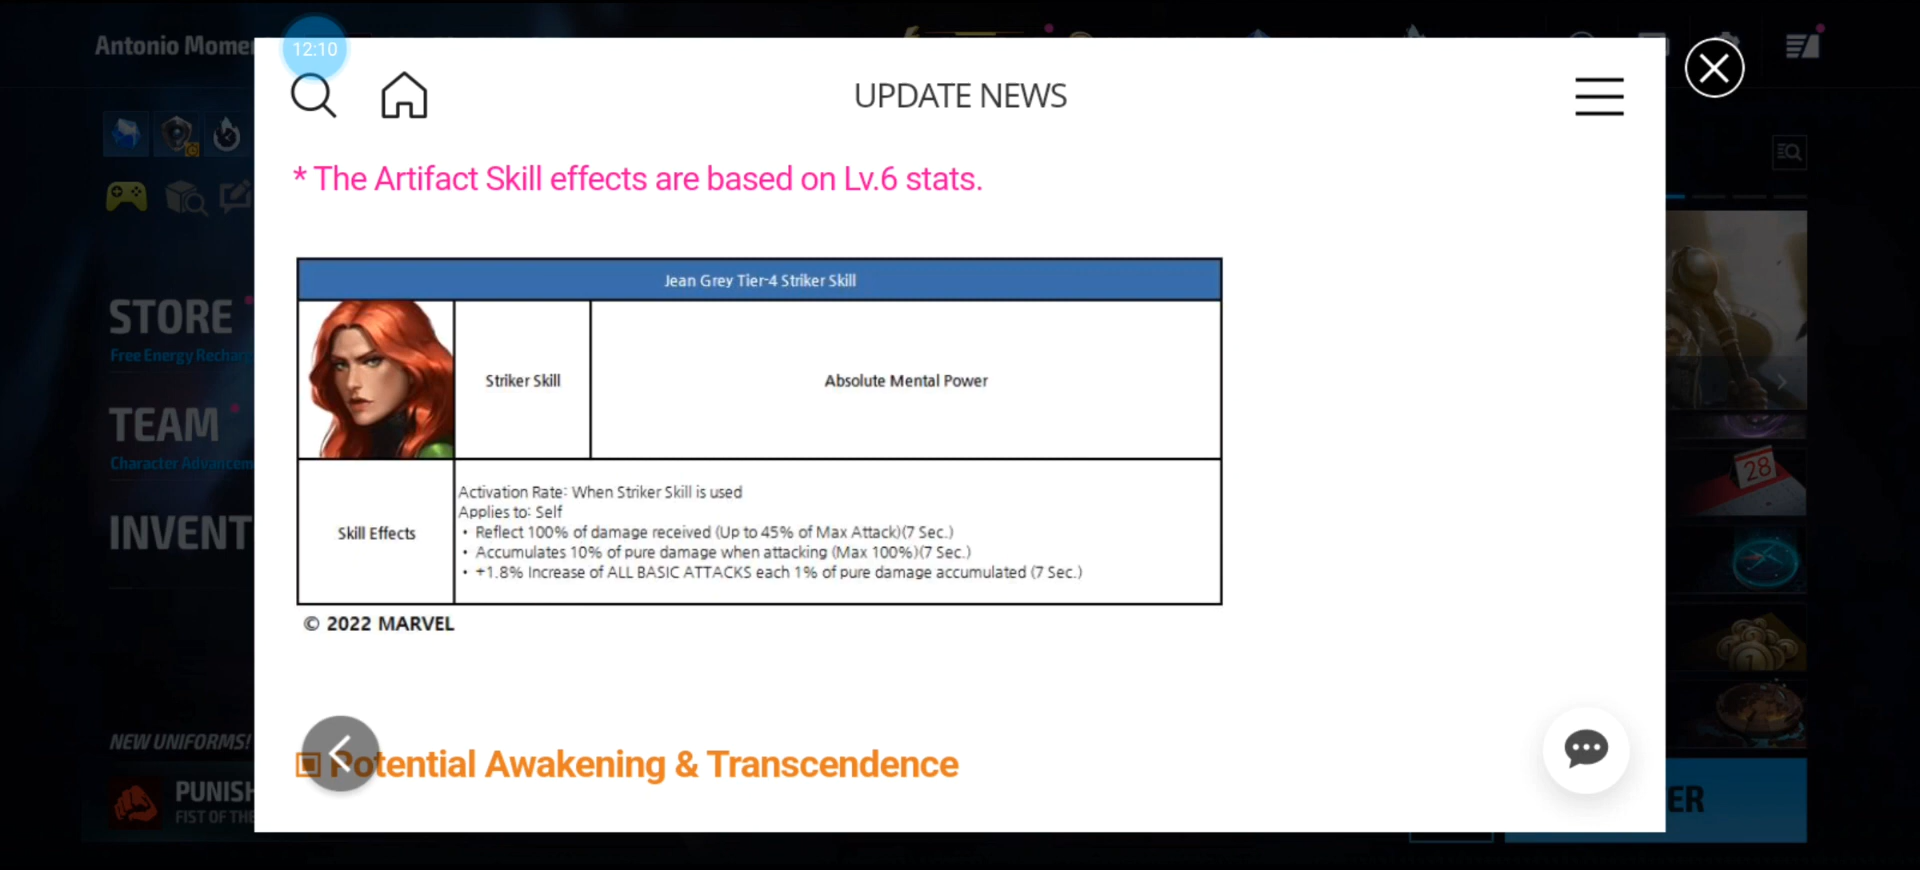 Antonio Mome
12:10
UPDATE NEWS
* The Artifact Skill effects are based on Lv.6 stats.
Jean Grey Tier-4 Striker Skill
Striker Skill
Absolute Mental Power
Skill Effects
Activation Rate: When Striker Skill is used
Applies to: Self
• Reflect 100% of damage received (Up to 45% of Max Attack)(7 Sec.)
• Accumulates 10% of pure damage when attacking (Max 100%)(7 Sec.)
• +1.8% Increase of ALL BASIC ATTACKS each 1% of pure damage accumulated (7 Sec.)
© 2022 MARVEL
Potential Awakening & Transcendence
STORE
Free Energy Recharg
TEAM
Character Advancem
INVENT
NEW UNIFORMS!
PUNISH
FIST OF THE
28
1
ER